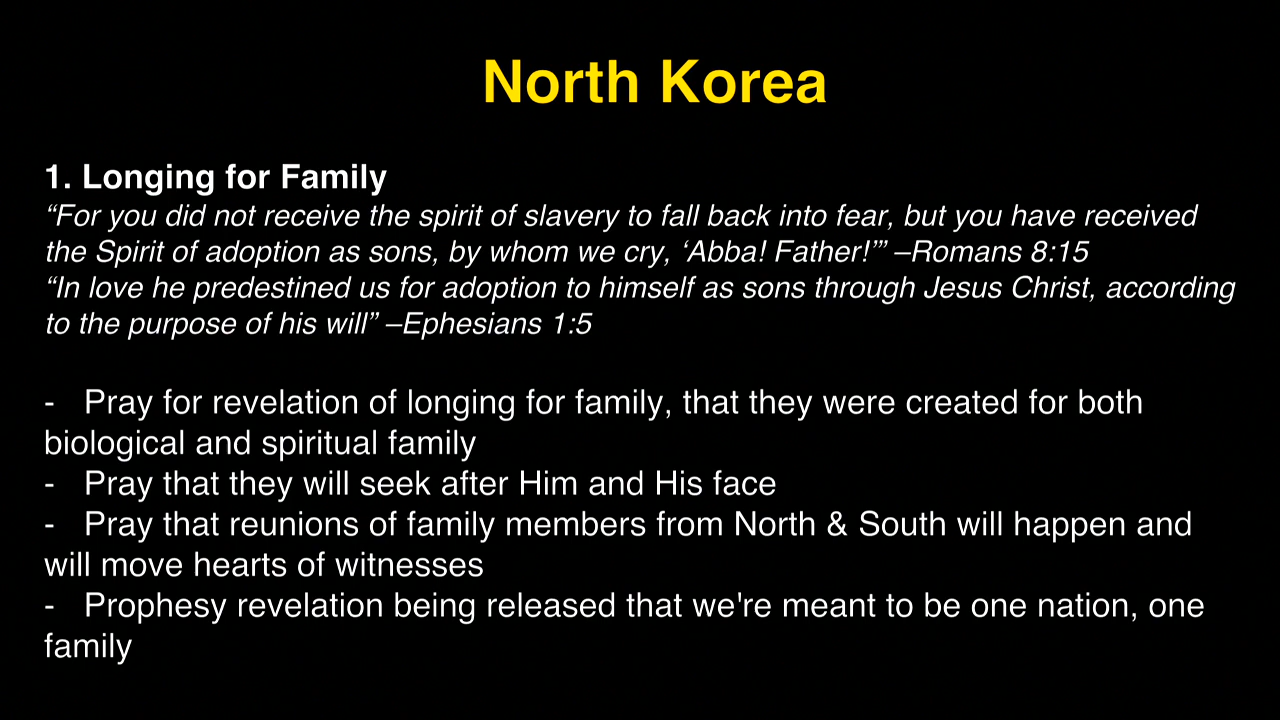 North Korea
1. Longing for Family
“For you did not receive the spirit of slavery to fall back into fear, but you have received
the Spirit of adoption as sons, by whom we cry, ‘Abba! Father!’” –Romans 8:15
“In love he predestined us for adoption to himself as sons through Jesus Christ, according
to the purpose of his will” –Ephesians 1:5
- Pray for revelation of longing for family, that they were created for both
biological and spiritual family
- Pray that they will seek after Him and His face
- Pray that reunions of family members from North & South will happen and
will move hearts of witnesses
- Prophesy revelation being released that we're meant to be one nation, one
family